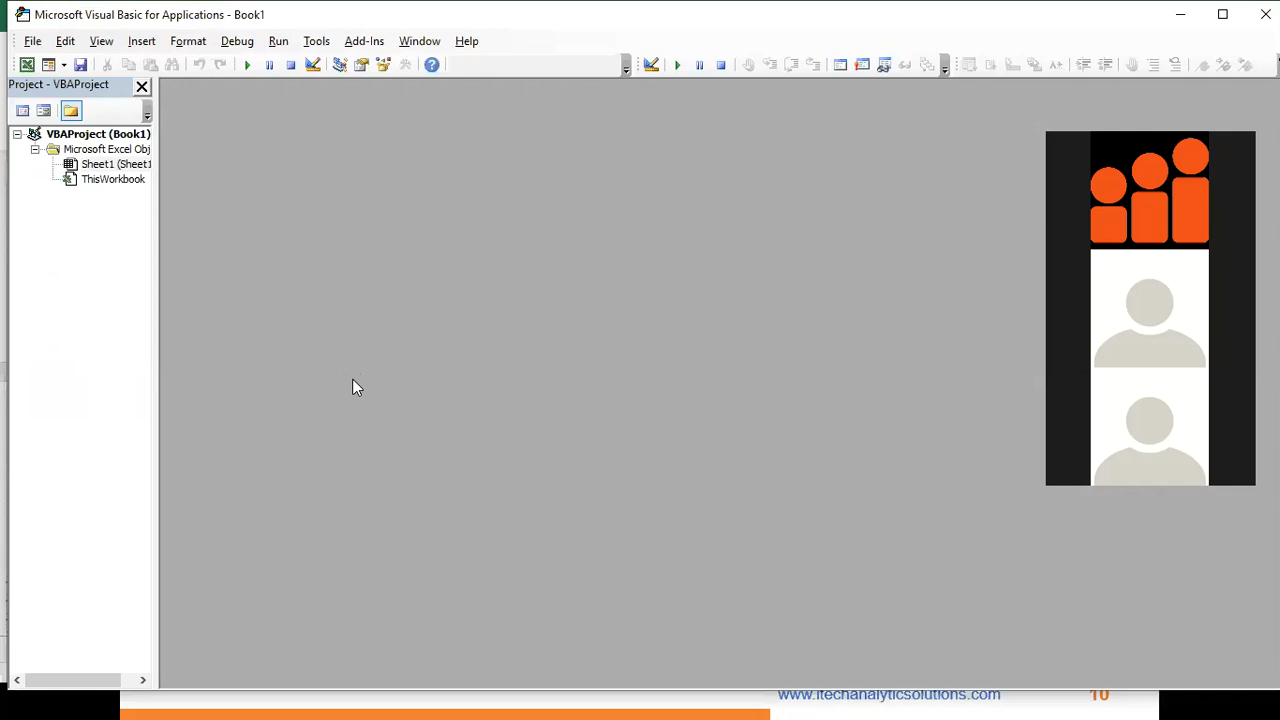 Microsoft Visual Basic for Applications - Book1
File Edit View Insert Format Debug Run Tools Add-Ins Window Help
Project - VBAProject
VBAProject (Book1)
Microsoft Excel Obj
Sheet1 (Sheet1
ThisWorkbook
www.itechanalyticsolutions.com 10